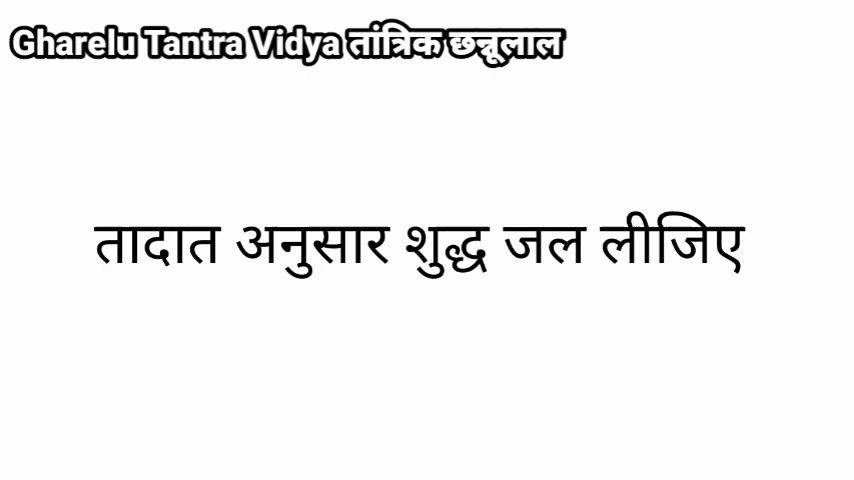 Gharelu Tantra Vidya तांत्रिक छन्नूलाल
तादात अनुसार शुद्ध जल लीजिए